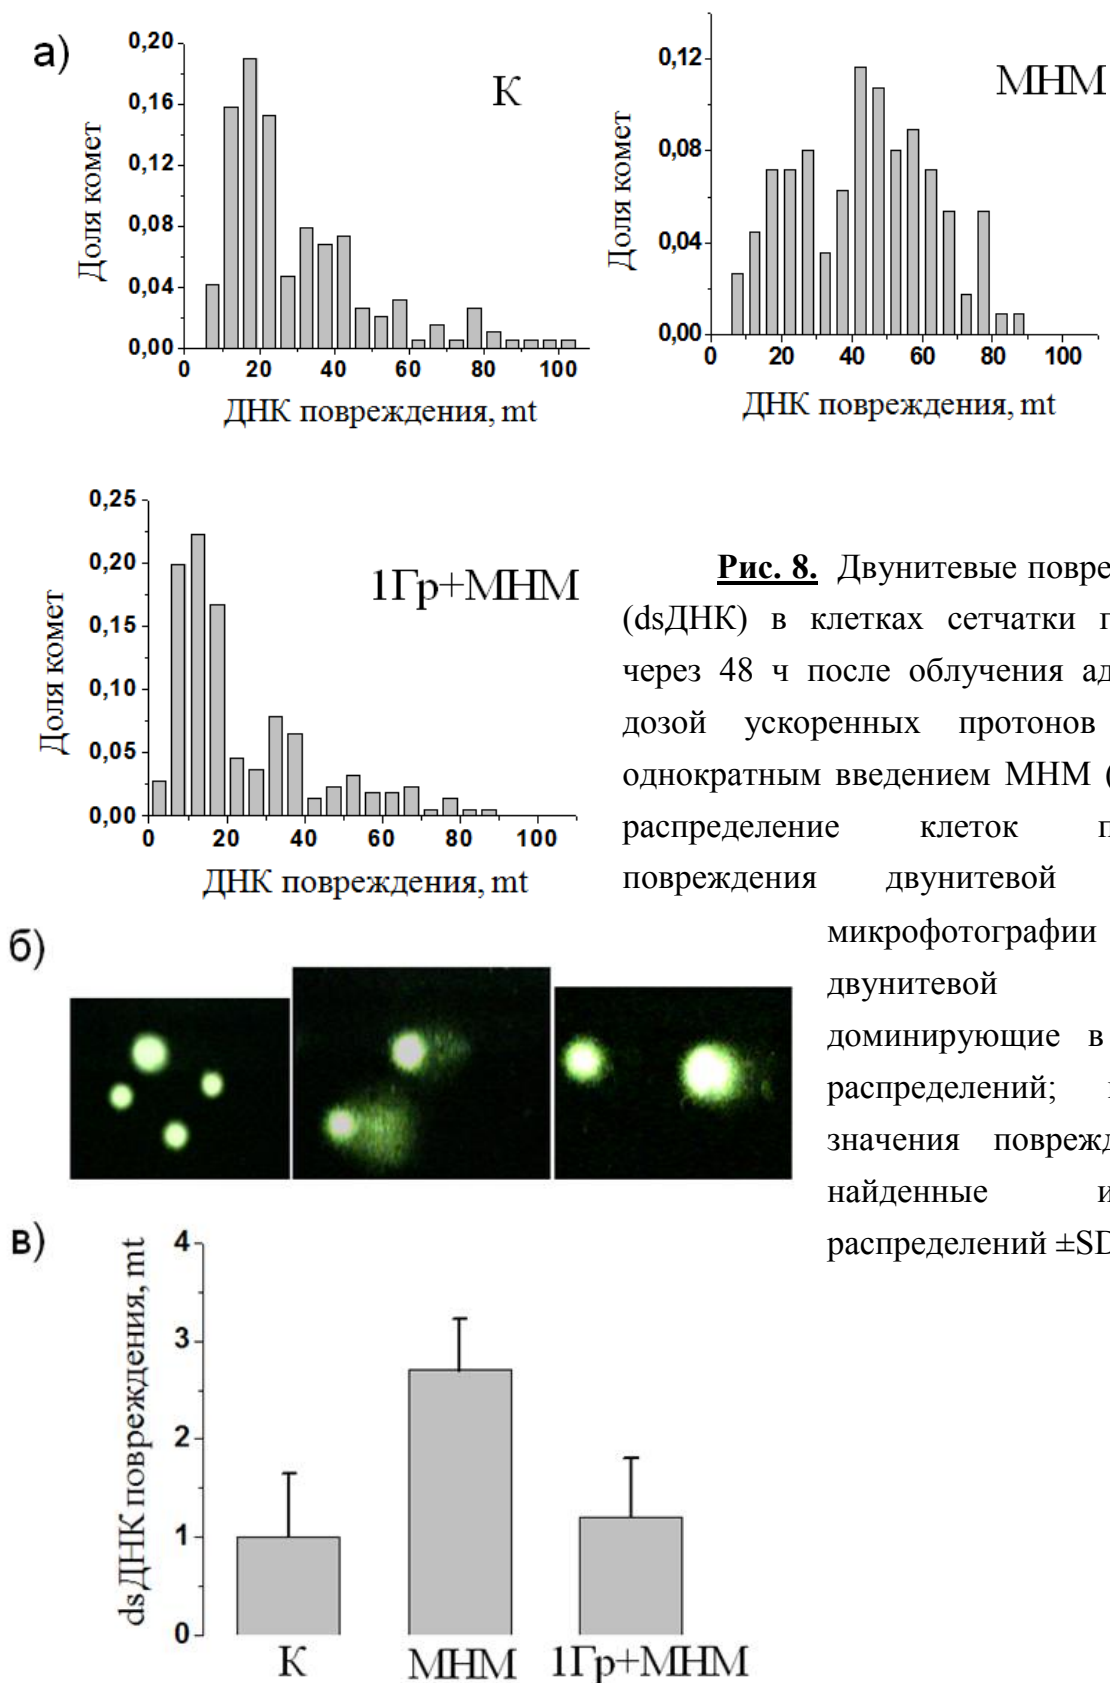 а)
К
0,20
0,16
0,12
0,08
0,04
0,00
0 20 40 60 80 100
Доля комет
ДНК повреждения, mt
МНМ
0,12
0,08
0,04
0,00
0 20 40 60 80 100
Доля комет
ДНК повреждения, mt
1Гр+МНМ
0,25
0,20
0,15
0,10
0,05
0,00
0 20 40 60 80 100
Доля комет
ДНК повреждения, mt
Рис. 8. Двунитевые повре
(dsДНК) в клетках сетчатки
через 48 ч после облучения ад
дозой ускоренных протонов
однократным введением МНМ (
распределение клеток п
повреждения двунитевой
микрофотографии
двунитевой
доминирующие в
распределений;
значения поврежд
найденные и
распределений ±SD
б)
в)
4
3
2
1
0
ds ДНК повреждения, mt
К МНМ 1Гр+МНМ